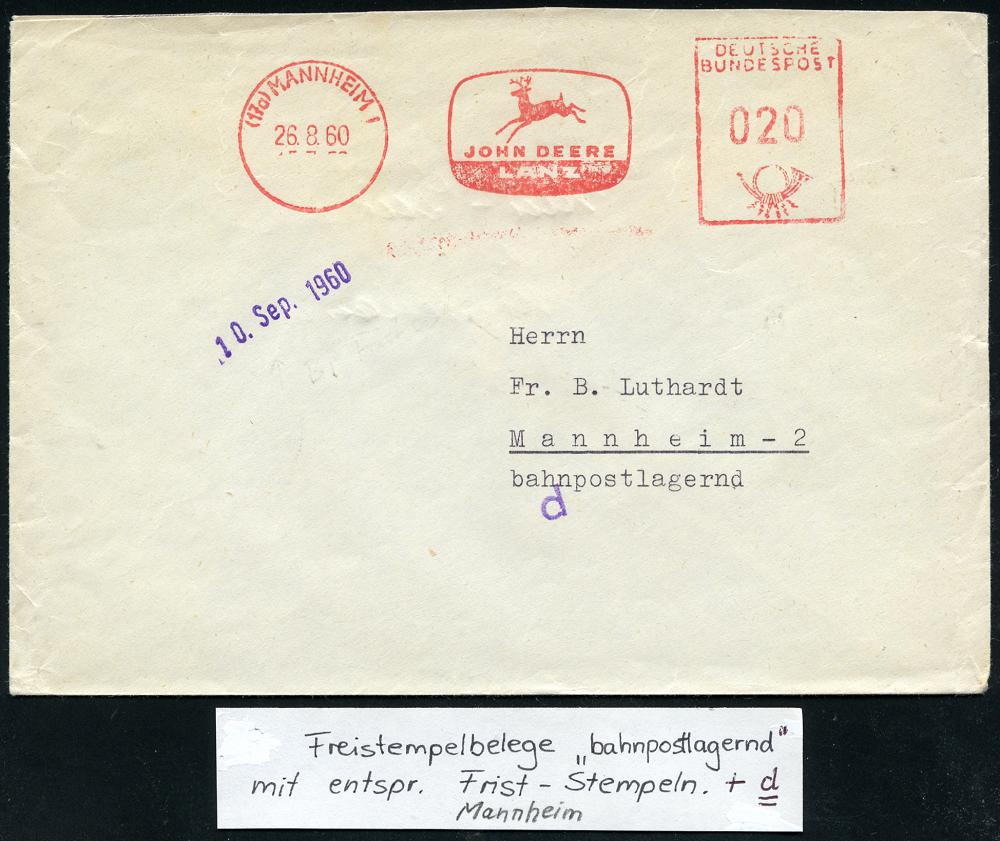 (17a) MANNHEIM 1
26.8.60
JOHN DEERE
LANZ
DEUTSCHE
BUNDESPOST
020
10. Sep. 1960
Herrn
Fr. B. Luthardt
Mannheim-2
bahnpostlagernd
d
Freistempelbelege „bahnpostlagernd"
mit entspr. Frist-Stempeln. + d
Mannheim